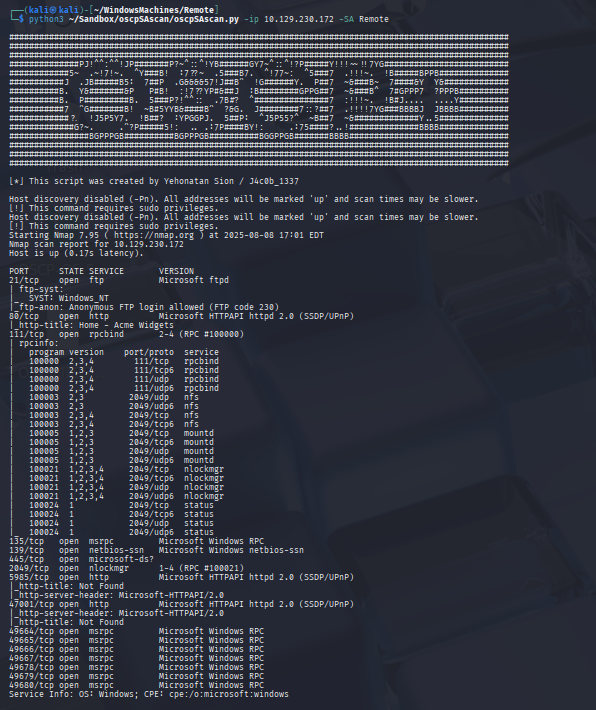 ┌──(kali㉿kali)-[~/WindowsMachines/Remote]
└─$ python3 ~/Sandbox/oscpSAscan/oscpSAscan.py -ip 10.129.230.172 -SA Remote
[*] This script was created by Yehonatan Sion / J4c0b_1337
Host discovery disabled (-Pn). All addresses will be marked 'up' and scan times may be slower.
[!] This command requires sudo privileges.
Host discovery disabled (-Pn). All addresses will be marked 'up' and scan times may be slower.
[!] This command requires sudo privileges.
Starting Nmap 7.95 ( https://nmap.org ) at 2025-08-08 17:01 EDT
Nmap scan report for 10.129.230.172
Host is up (0.17s latency).
PORT      STATE SERVICE       VERSION
21/tcp    open  ftp           Microsoft ftpd
| ftp-syst:
|_  SYST: Windows_NT
|_ftp-anon: Anonymous FTP login allowed (FTP code 230)
80/tcp    open  http          Microsoft HTTPAPI httpd 2.0 (SSDP/UPnP)
|_http-title: Home - Acme Widgets
111/tcp   open  rpcbind       2-4 (RPC #100000)
| rpcinfo:
|   program version    port/proto  service
|   100000  2,3,4        111/tcp   rpcbind
|   100000  2,3,4        111/tcp6  rpcbind
|   100000  2,3,4        111/udp   rpcbind
|   100000  2,3,4        111/udp6  rpcbind
|   100003  2,3         2049/udp   nfs
|   100003  2,3         2049/udp6  nfs
|   100003  2,3,4       2049/tcp   nfs
|   100003  2,3,4       2049/tcp6  nfs
|   100005  1,2,3       2049/tcp   mountd
|   100005  1,2,3       2049/tcp6  mountd
|   100005  1,2,3       2049/udp   mountd
|   100005  1,2,3       2049/udp6  mountd
|   100021  1,2,3,4     2049/tcp   nlockmgr
|   100021  1,2,3,4     2049/tcp6  nlockmgr
|   100021  1,2,3,4     2049/udp   nlockmgr
|   100021  1,2,3,4     2049/udp6  nlockmgr
|   100024  1           2049/tcp   status
|   100024  1           2049/tcp6  status
|   100024  1           2049/udp   status
|_  100024  1           2049/udp6  status
135/tcp   open  msrpc         Microsoft Windows RPC
139/tcp   open  netbios-ssn   Microsoft Windows netbios-ssn
445/tcp   open  microsoft-ds?
2049/tcp  open  nlockmgr      1-4 (RPC #100021)
5985/tcp  open  http          Microsoft HTTPAPI httpd 2.0 (SSDP/UPnP)
|_http-title: Not Found
|_http-server-header: Microsoft-HTTPAPI/2.0
47001/tcp open  http          Microsoft HTTPAPI httpd 2.0 (SSDP/UPnP)
|_http-server-header: Microsoft-HTTPAPI/2.0
|_http-title: Not Found
49664/tcp open  msrpc         Microsoft Windows RPC
49665/tcp open  msrpc         Microsoft Windows RPC
49666/tcp open  msrpc         Microsoft Windows RPC
49667/tcp open  msrpc         Microsoft Windows RPC
49678/tcp open  msrpc         Microsoft Windows RPC
49679/tcp open  msrpc         Microsoft Windows RPC
49680/tcp open  msrpc         Microsoft Windows RPC
Service Info: OS: Windows; CPE: cpe:/o:microsoft:windows